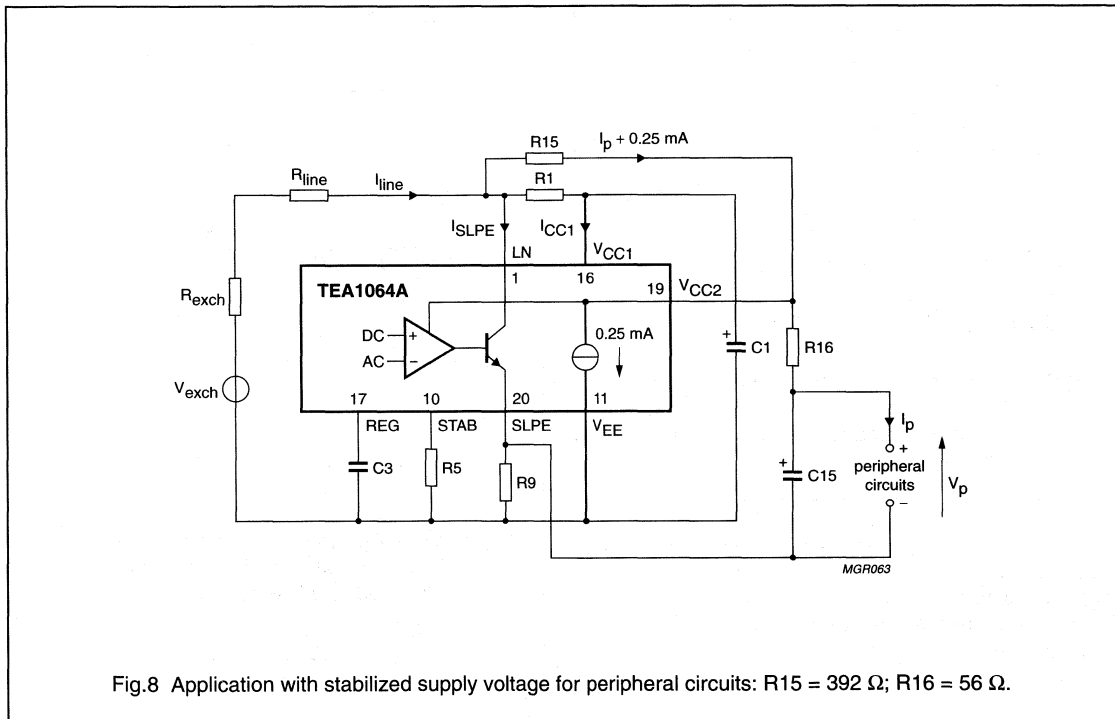 R15
I_p + 0.25 mA
R_line
I_line
R1
I_SLPE
I_CC1
LN
V_CC1
1
16
TEA1064A
19
V_CC2
R_exch
DC
+
0.25 mA
AC
−
+
C1
R16
V_exch
17
10
20
11
REG
STAB
SLPE
V_EE
I_p
+
C3
R5
R9
+
C15
peripheral
circuits
V_p
−
MGR063
Fig.8 Application with stabilized supply voltage for peripheral circuits: R15 = 392 Ω; R16 = 56 Ω.